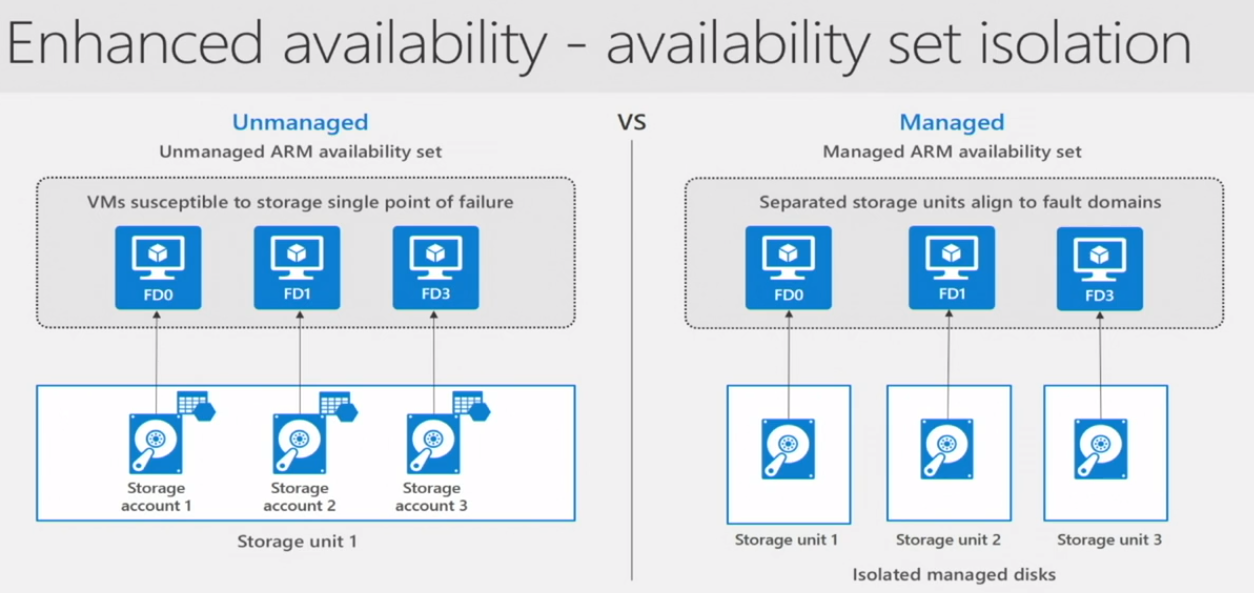 Enhanced availability - availability set isolation
Unmanaged
VS
Managed
Unmanaged ARM availability set
Managed ARM availability set
VMs susceptible to storage single point of failure
Separated storage units align to fault domains
FD0
FD1
FD3
FD0
FD1
FD3
Storage
account 1
Storage
account 2
Storage
account 3
Storage unit 1
Storage unit 1
Storage unit 2
Storage unit 3
Isolated managed disks